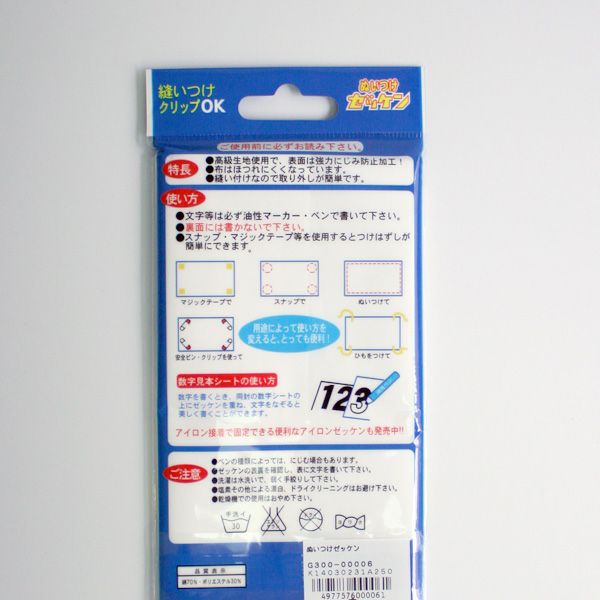 縫いつけ
クリップOK
ぬいつけ
ゼッケン
ご使用前に必ずお読み下さい。
特長
●高級生地使用で、表面は強力にじみ防止加工!
●布はほつれにくくなっています。
●縫い付けなので取り外しが簡単です。
使い方
●文字等は必ず油性マーカー・ペンで書いて下さい。
●裏面には書かないで下さい。
●スナップ・マジックテープ等を使用するとつけはずしが
簡単にできます。
マジックテープで
スナップで
ぬいつけて
安全ピン・クリップを使って
用途によって使い方を
変えると、とっても便利!
ひもをつけて
数字見本シートの使い方
数字を書くとき、同封の数字シートの
上にゼッケンを重ね、文字をなぞると
美しく書くことができます。
123
アイロン接着で固定できる便利なアイロンゼッケンも発売中!!
ご注意
●ペンの種類によっては、にじむ場合もあります。
●ゼッケンの表裏を確認し、表に文字を書いて下さい。
●洗濯は水洗いで、弱く手絞りして下さい。
●塩素その他による漂白、ドライクリーニングはお避け下さい。
●乾燥機での使用はおやめ下さい。
手洗イ
30
品質表示
綿70%・ポリエステル30%
ぬいつけゼッケン
G300-00006
K14030231A250
4977576000061